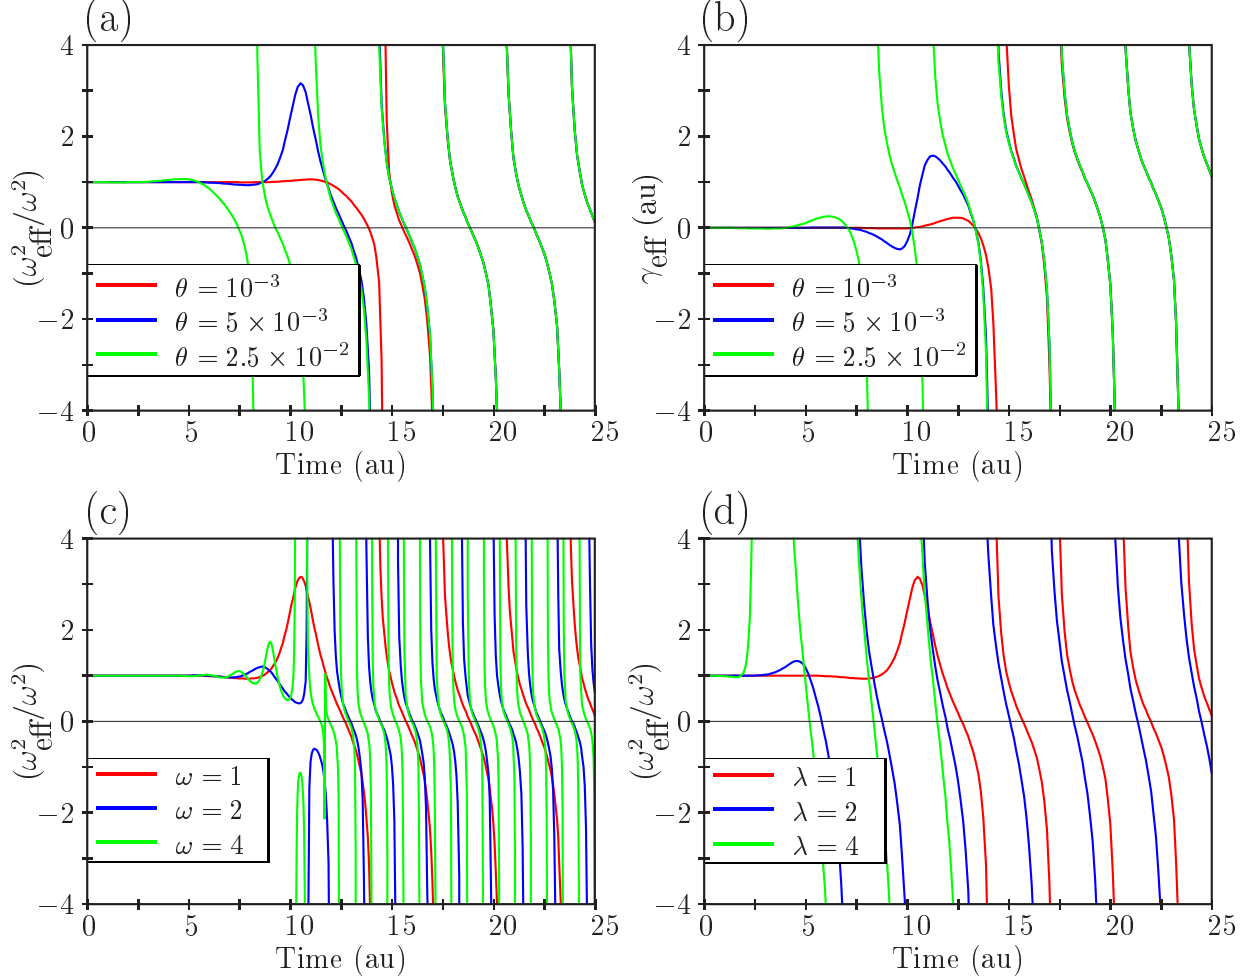 (a)
(ω²eff/ω²)
4
2
0
−2
−4
θ = 10⁻³
θ = 5 × 10⁻³
θ = 2.5 × 10⁻²
0 5 10 15 20 25
Time (au)
(b)
γeff (au)
4
2
0
−2
−4
θ = 10⁻³
θ = 5 × 10⁻³
θ = 2.5 × 10⁻²
0 5 10 15 20 25
Time (au)
(c)
(ω²eff/ω²)
4
2
0
−2
−4
ω = 1
ω = 2
ω = 4
0 5 10 15 20 25
Time (au)
(d)
(ω²eff/ω²)
4
2
0
−2
−4
λ = 1
λ = 2
λ = 4
0 5 10 15 20 25
Time (au)